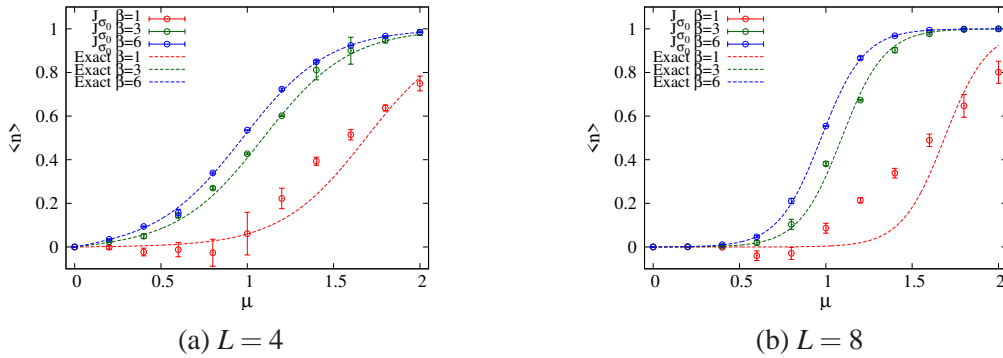 J_σ0 β=1
J_σ0 β=3
J_σ0 β=6
Exact β=1
Exact β=3
Exact β=6
1
0.8
0.6
0.4
0.2
0
<n>
0 0.5 1 1.5 2
μ
(a) L = 4
J_σ0 β=1
J_σ0 β=3
J_σ0 β=6
Exact β=1
Exact β=3
Exact β=6
1
0.8
0.6
0.4
0.2
0
<n>
0 0.5 1 1.5 2
μ
(b) L = 8